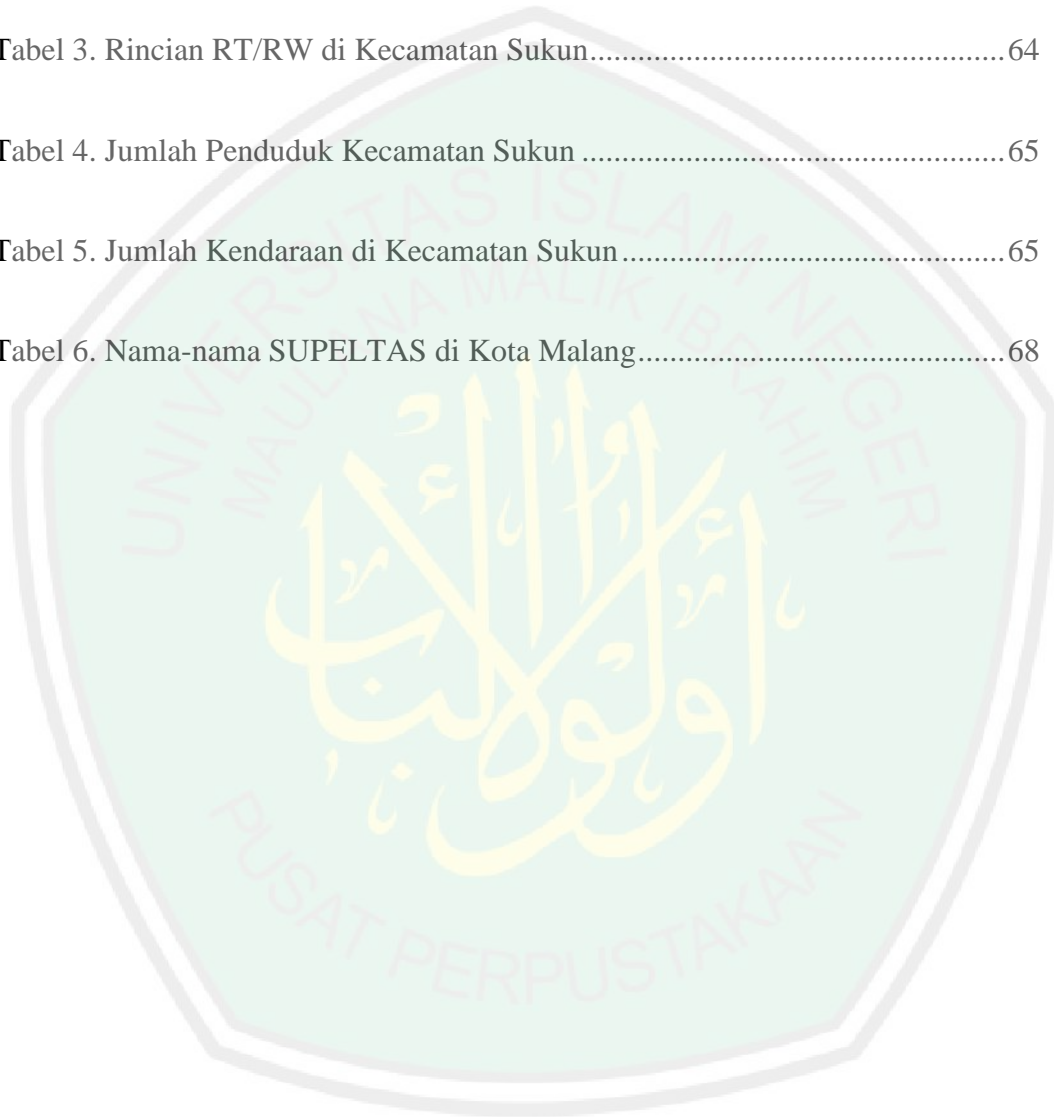 Tabel 3. Rincian RT/RW di Kecamatan Sukun....................................................64
Tabel 4. Jumlah Penduduk Kecamatan Sukun .....................................................65
Tabel 5. Jumlah Kendaraan di Kecamatan Sukun................................................65
Tabel 6. Nama-nama SUPELTAS di Kota Malang..............................................68
UNIVERSITAS ISLAM NEGERI
MAULANA MALIK IBRAHIM
أولوا الألباب
PUSAT PERPUSTAKAAN